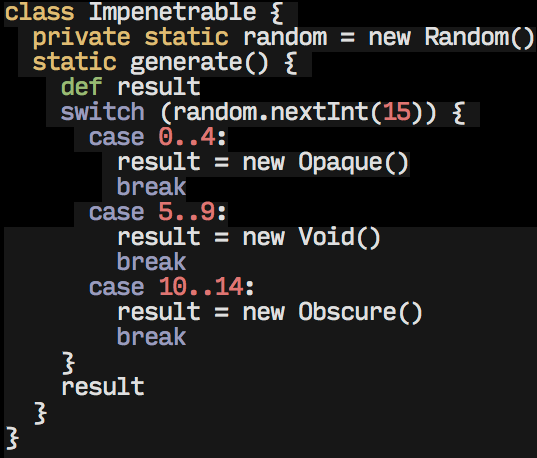 class Impenetrable {
  private static random = new Random()
  static generate() {
    def result
    switch (random.nextInt(15)) {
      case 0..4:
        result = new Opaque()
        break
      case 5..9:
        result = new Void()
        break
      case 10..14:
        result = new Obscure()
        break
    }
    result
  }
}